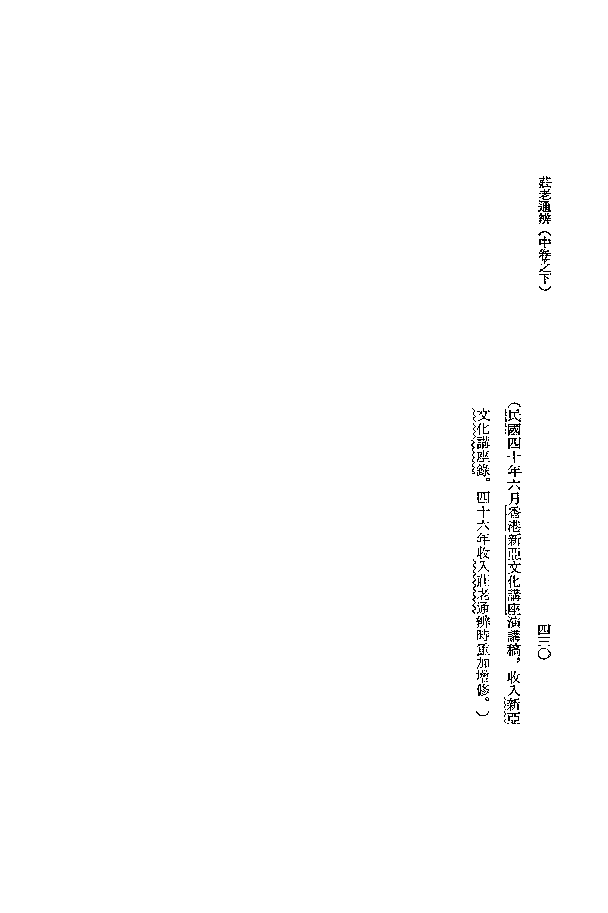 莊老通辨（中卷之下）
四三〇
（民國四十年六月香港新亞文化講座演講稿，收入新亞
文化講座錄。四十六年收入莊老通辨時重加增修。）